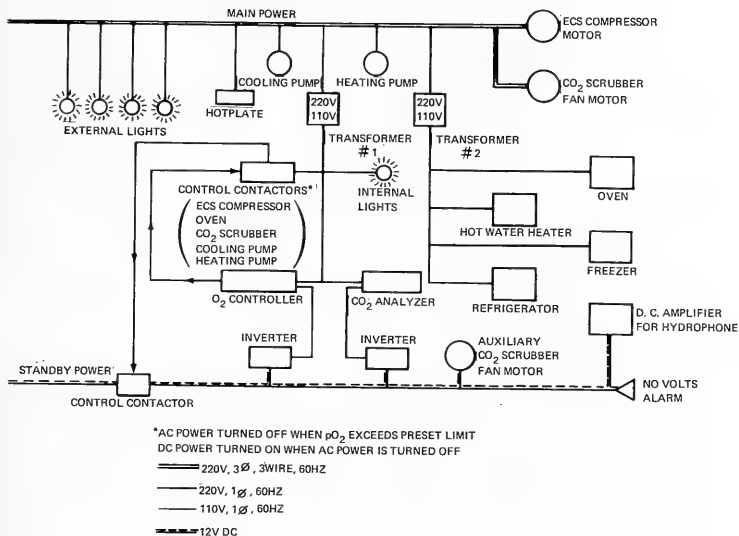 MAIN POWER
ECS COMPRESSOR
MOTOR
CO2 SCRUBBER
FAN MOTOR
COOLING PUMP
HEATING PUMP
HOTPLATE
EXTERNAL LIGHTS
220V
110V
220V
110V
TRANSFORMER
#1
TRANSFORMER
#2
CONTROL CONTACTORS*
INTERNAL
LIGHTS
OVEN
HOT WATER HEATER
FREEZER
REFRIGERATOR
ECS COMPRESSOR
OVEN
CO2 SCRUBBER
COOLING PUMP
HEATING PUMP
O2 CONTROLLER
CO2 ANALYZER
INVERTER
INVERTER
AUXILIARY
CO2 SCRUBBER
FAN MOTOR
D. C. AMPLIFIER
FOR HYDROPHONE
STANDBY POWER
CONTROL CONTACTOR
NO VOLTS
ALARM
*AC POWER TURNED OFF WHEN pO2 EXCEEDS PRESET LIMIT
DC POWER TURNED ON WHEN AC POWER IS TURNED OFF
220V, 3Ø, 3WIRE, 60HZ
220V, 1Ø, 60HZ
110V, 1Ø, 60HZ
12V DC